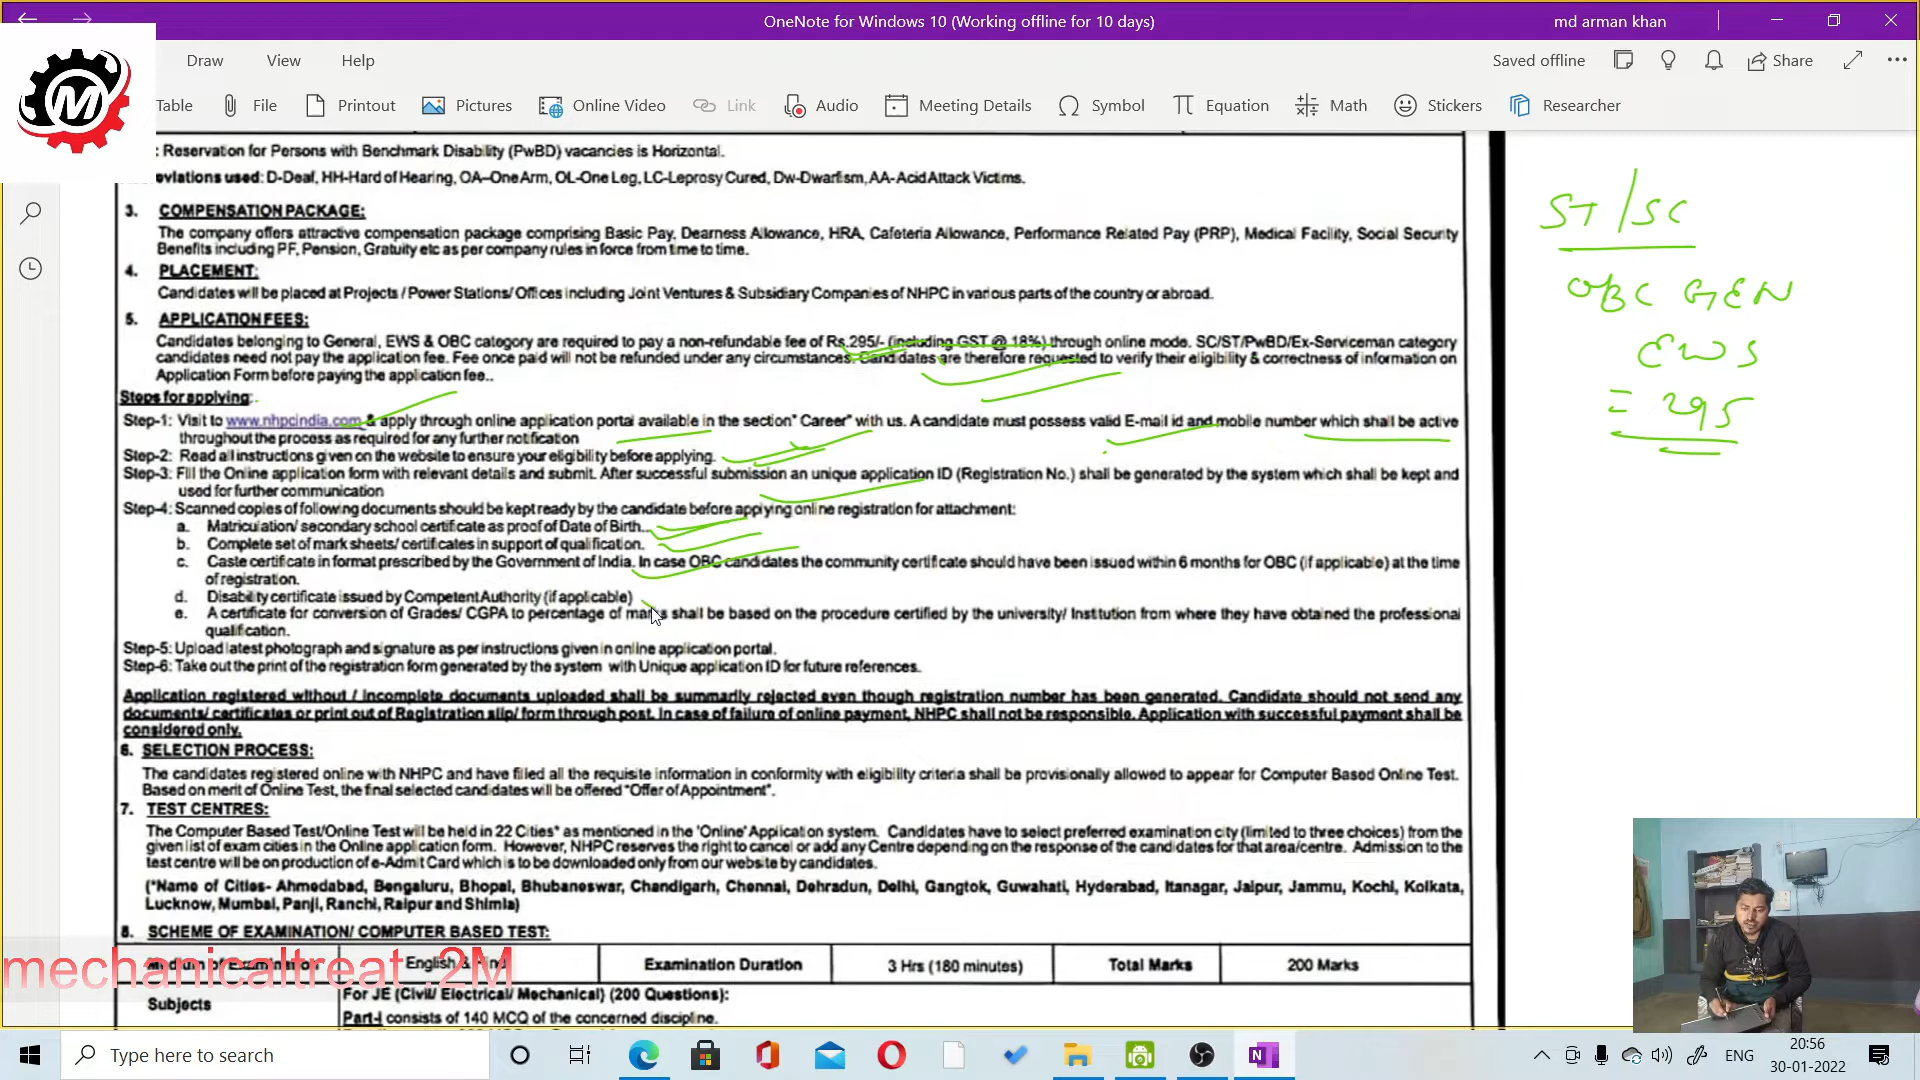 OneNote for Windows 10 (Working offline for 10 days)
md arman khan
Draw View Help
Saved offline
Share
Table File Printout Pictures Online Video Link Audio Meeting Details Symbol Equation Math Stickers Researcher
M
: Reservation for Persons with Benchmark Disability (PwBD) vacancies is Horizontal.
eviations used: D-Deaf, HH-Hard of Hearing, OA–One Arm, OL-One Leg, LC-Leprosy Cured, Dw-Dwarfism, AA-Acid Attack Victims.
3. COMPENSATION PACKAGE:
The company offers attractive compensation package comprising Basic Pay, Dearness Allowance, HRA, Cafeteria Allowance, Performance Related Pay (PRP), Medical Facility, Social Security
Benefits including PF, Pension, Gratuity etc as per company rules in force from time to time.
4. PLACEMENT:
Candidates will be placed at Projects / Power Stations/ Offices including Joint Ventures & Subsidiary Companies of NHPC in various parts of the country or abroad.
5. APPLICATION FEES:
Candidates belonging to General, EWS & OBC category are required to pay a non-refundable fee of Rs.295/- (including GST @ 18%) through online mode. SC/ST/PwBD/Ex-Serviceman category
candidates need not pay the application fee. Fee once paid will not be refunded under any circumstances. Candidates are therefore requested to verify their eligibility & correctness of information on
Application Form before paying the application fee..
Steps for applying:
Step-1: Visit to www.nhpcindia.com & apply through online application portal available in the section" Career" with us. A candidate must possess valid E-mail id and mobile number which shall be active
throughout the process as required for any further notification
Step-2: Read all instructions given on the website to ensure your eligibility before applying.
Step-3: Fill the Online application form with relevant details and submit. After successful submission an unique application ID (Registration No.) shall be generated by the system which shall be kept and
used for further communication
Step-4: Scanned copies of following documents should be kept ready by the candidate before applying online registration for attachment:
a. Matriculation/ secondary school certificate as proof of Date of Birth..
b. Complete set of mark sheets/ certificates in support of qualification.
c. Caste certificate in format prescribed by the Government of India. In case OBC candidates the community certificate should have been issued within 6 months for OBC (if applicable) at the time
of registration.
d. Disability certificate issued by Competent Authority (if applicable)
e. A certificate for conversion of Grades/ CGPA to percentage of marks shall be based on the procedure certified by the university/ Institution from where they have obtained the professional
qualification.
Step-5: Upload latest photograph and signature as per instructions given in online application portal.
Step-6: Take out the print of the registration form generated by the system with Unique application ID for future references.
Application registered without / Incomplete documents uploaded shall be summarily rejected even though registration number has been generated. Candidate should not send any
documents/ certificates or print out of Registration slip/ form through post. In case of failure of online payment, NHPC shall not be responsible. Application with successful payment shall be
considered only.
6. SELECTION PROCESS:
The candidates registered online with NHPC and have filled all the requisite information in conformity with eligibility criteria shall be provisionally allowed to appear for Computer Based Online Test.
Based on merit of Online Test, the final selected candidates will be offered "Offer of Appointment".
7. TEST CENTRES:
The Computer Based Test/Online Test will be held in 22 Cities* as mentioned in the 'Online' Application system. Candidates have to select preferred examination city (limited to three choices) from the
given list of exam cities in the Online application form. However, NHPC reserves the right to cancel or add any Centre depending on the response of the candidates for that area/centre. Admission to the
test centre will be on production of e-Admit Card which is to be downloaded only from our website by candidates.
(*Name of Cities- Ahmedabad, Bengaluru, Bhopal, Bhubaneswar, Chandigarh, Chennai, Dehradun, Delhi, Gangtok, Guwahati, Hyderabad, Itanagar, Jaipur, Jammu, Kochi, Kolkata,
Lucknow, Mumbai, Panji, Ranchi, Raipur and Shimla)
8. SCHEME OF EXAMINATION/ COMPUTER BASED TEST:
Medium of Examination English & Hindi Examination Duration 3 Hrs (180 minutes) Total Marks 200 Marks
mechanicaltreat .2M
Subjects
For JE (Civil/ Electrical/ Mechanical) (200 Questions):
Part-I consists of 140 MCQ of the concerned discipline.
ST/SC
OBC GEN
EWS
= 295
Type here to search
ENG
20:56
30-01-2022